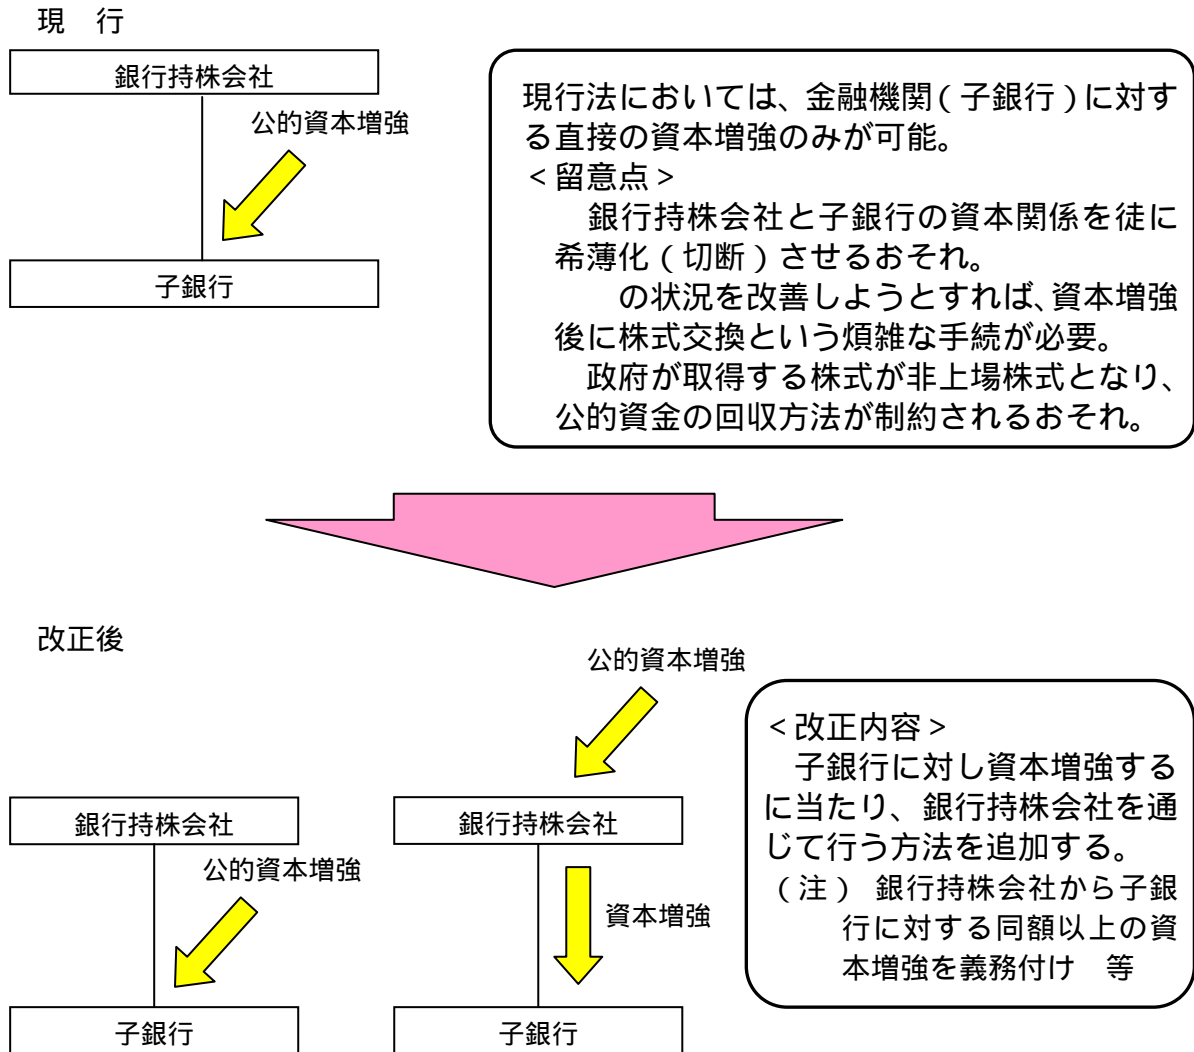 現　行
銀行持株会社
公的資本増強
子銀行
現行法においては、金融機関（子銀行）に対す
る直接の資本増強のみが可能。
＜留意点＞
銀行持株会社と子銀行の資本関係を徒に
希薄化（切断）させるおそれ。
の状況を改善しようとすれば、資本増強
後に株式交換という煩雑な手続が必要。
政府が取得する株式が非上場株式となり、
公的資金の回収方法が制約されるおそれ。
改正後
銀行持株会社
公的資本増強
子銀行
公的資本増強
銀行持株会社
資本増強
子銀行
＜改正内容＞
子銀行に対し資本増強する
に当たり、銀行持株会社を通
じて行う方法を追加する。
（注）　銀行持株会社から子銀
行に対する同額以上の資
本増強を義務付け　等